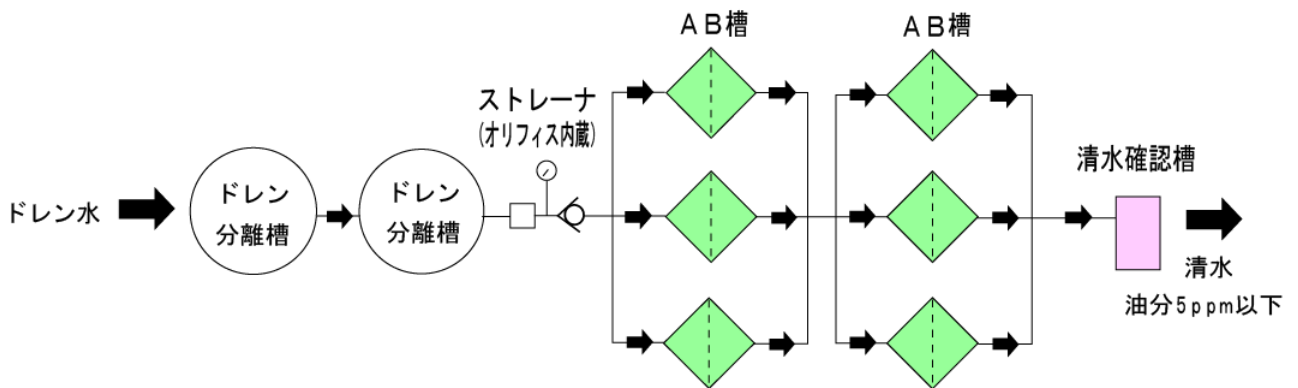 ＡＢ槽
ＡＢ槽
ストレーナ
(オリフィス内蔵)
清水確認槽
ドレン水
ドレン
分離槽
ドレン
分離槽
清水
油分5ppm以下